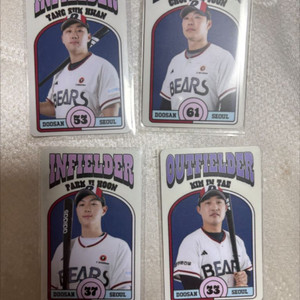 INFIELDER
YANG SUK HWAN
BEARS
DOOSAN 53 SEOUL
BEARS
DOOSAN 61 SEOUL
INFIELDER
PARK JI HOON
BEARS
DOOSAN 37 SEOUL
OUTFIELDER
KIM IN TAE
BEARS
33
DOOSAN 33 SEOUL